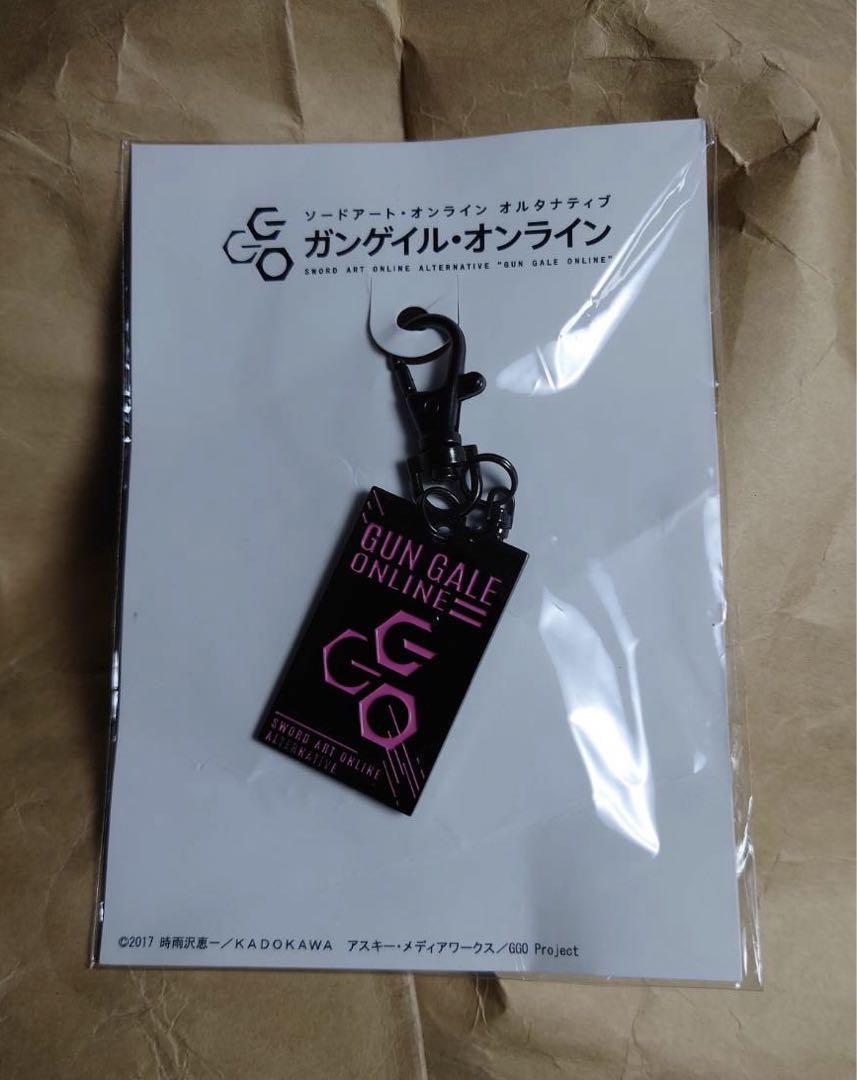 ソードアート・オンライン オルタナティブ
GGO
ガンゲイル・オンライン
SWORD ART ONLINE ALTERNATIVE "GUN GALE ONLINE"
GUN GALE
ONLINE
GGO
SWORD ART ONLINE
ALTERNATIVE
©2017 時雨沢恵一／KADOKAWA アスキー・メディアワークス／GGO Project